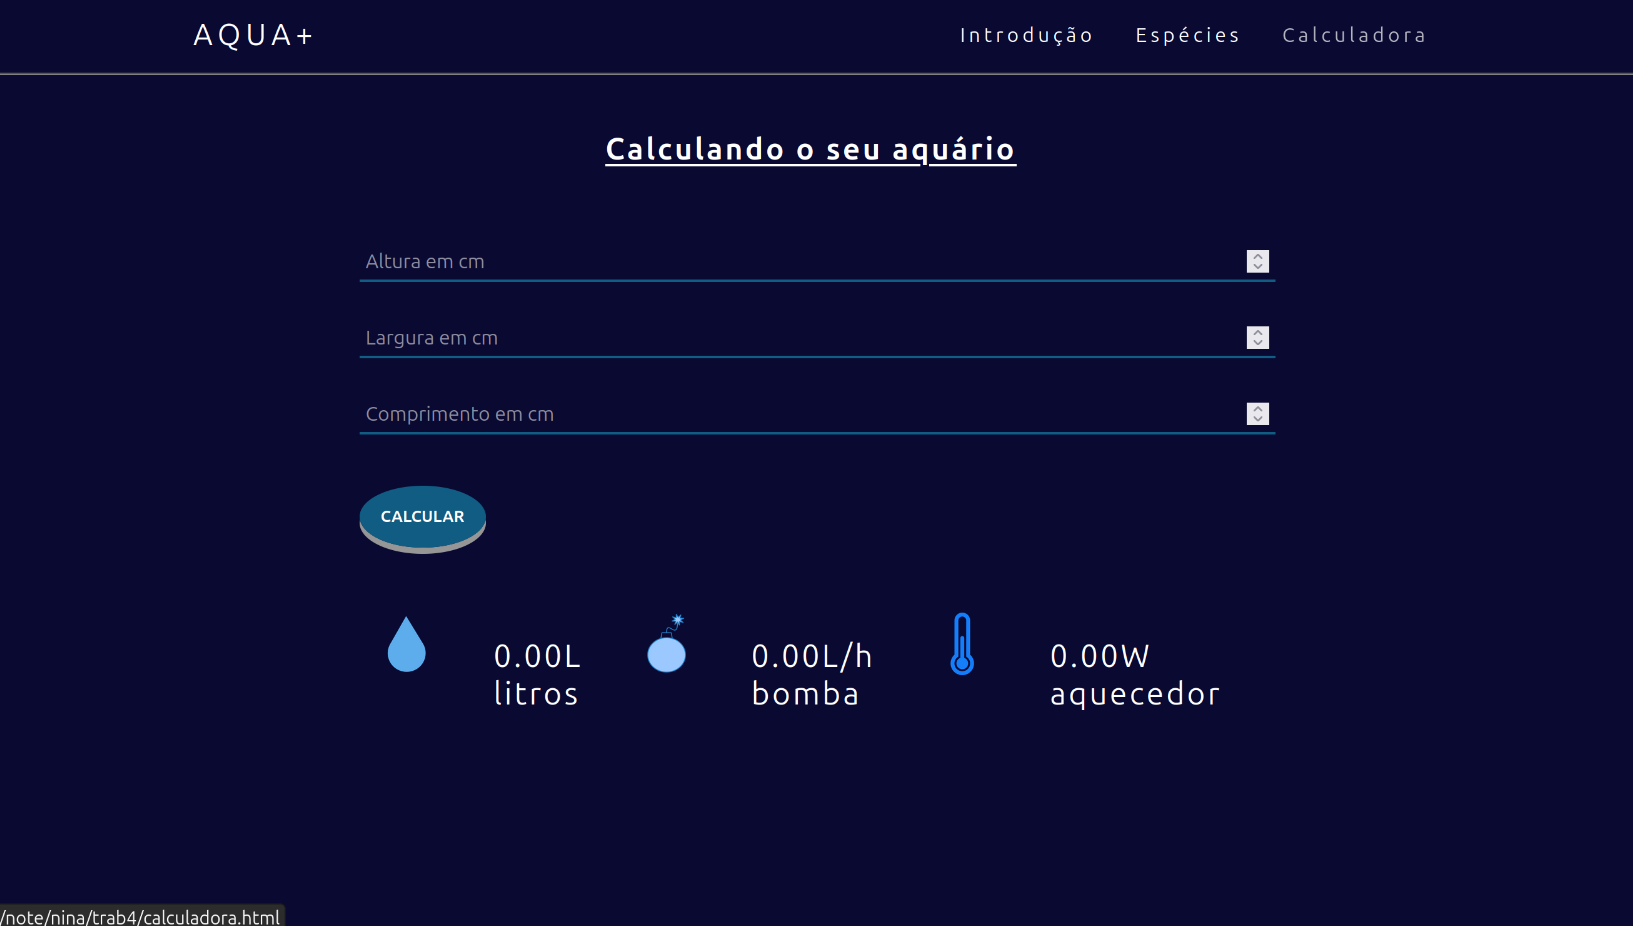 AQUA+
Introdução
Espécies
Calculadora
Calculando o seu aquário
Altura em cm
Largura em cm
Comprimento em cm
CALCULAR
0.00L
litros
0.00L/h
bomba
0.00W
aquecedor
/note/nina/trab4/calculadora.html